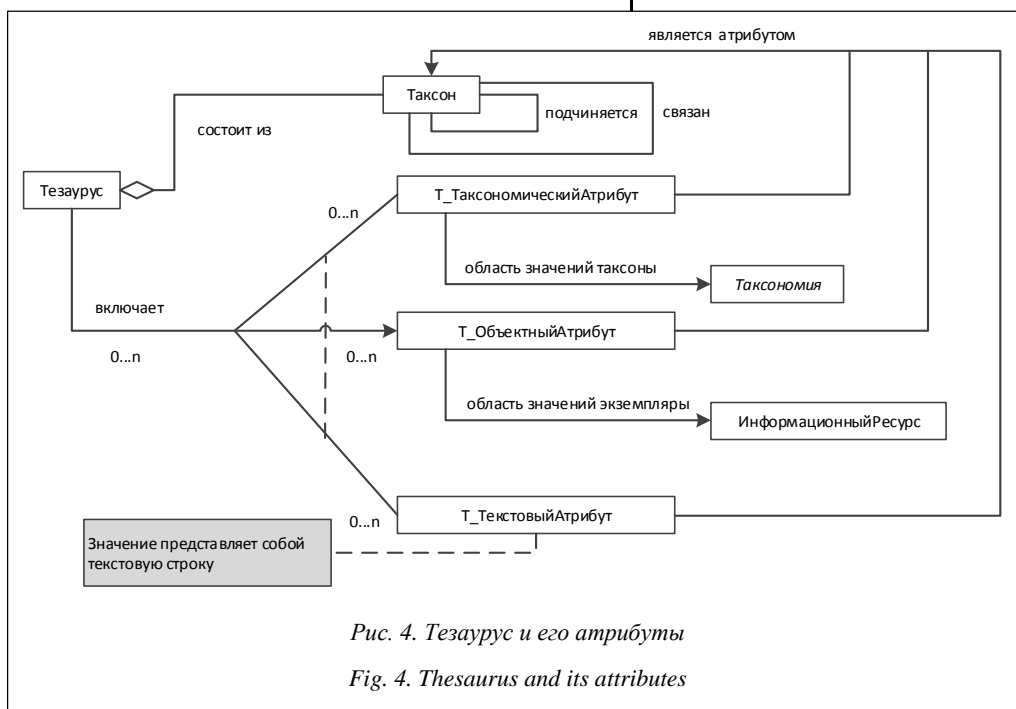 является атрибутом
Таксон
подчиняется
связан
состоит из
Тезаурус
0...n
Т_ТаксономическийАтрибут
область значений таксоны
Таксономия
включает
Т_ОбъектныйАтрибут
0...n
0...n
область значений экземпляры
ИнформационныйРесурс
0...n
Т_ТекстовыйАтрибут
Значение представляет собой
текстовую строку
Рис. 4. Тезаурус и его атрибуты
Fig. 4. Thesaurus and its attributes